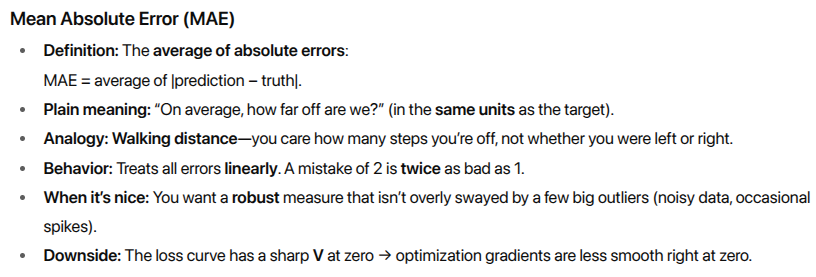 Mean Absolute Error (MAE)
• Definition: The average of absolute errors:
MAE = average of |prediction − truth|.
• Plain meaning: “On average, how far off are we?” (in the same units as the target).
• Analogy: Walking distance—you care how many steps you’re off, not whether you were left or right.
• Behavior: Treats all errors linearly. A mistake of 2 is twice as bad as 1.
• When it’s nice: You want a robust measure that isn’t overly swayed by a few big outliers (noisy data, occasional
spikes).
• Downside: The loss curve has a sharp V at zero → optimization gradients are less smooth right at zero.